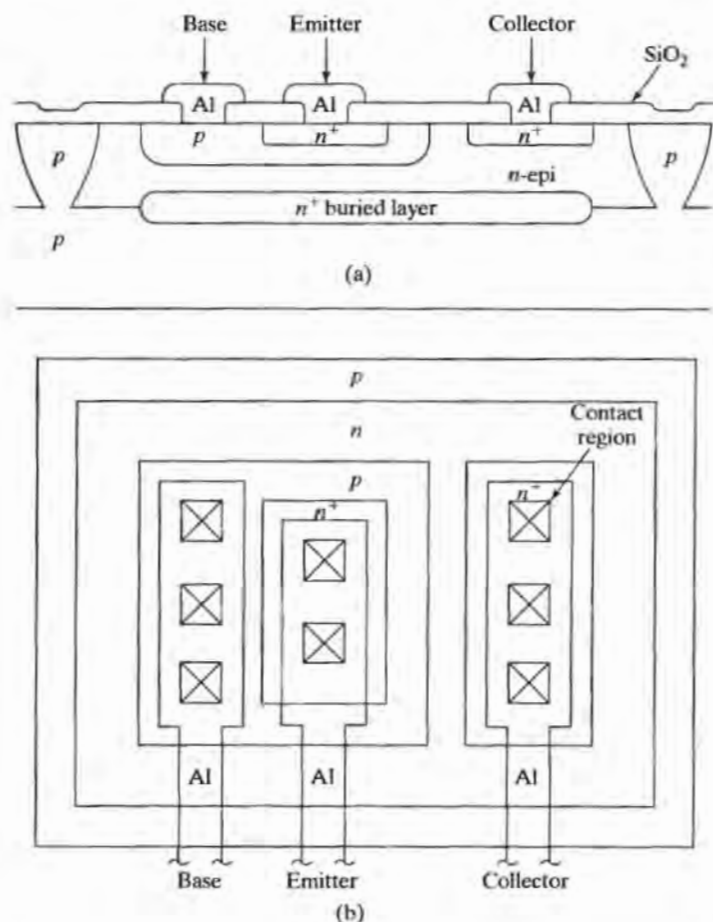 Base Emitter Collector
SiO₂
Al Al Al
p p n⁺ n⁺ p
n-epi
n⁺ buried layer
p
(a)
p
Contact
region
n
p n⁺
n⁺
Al Al Al
Base Emitter Collector
(b)